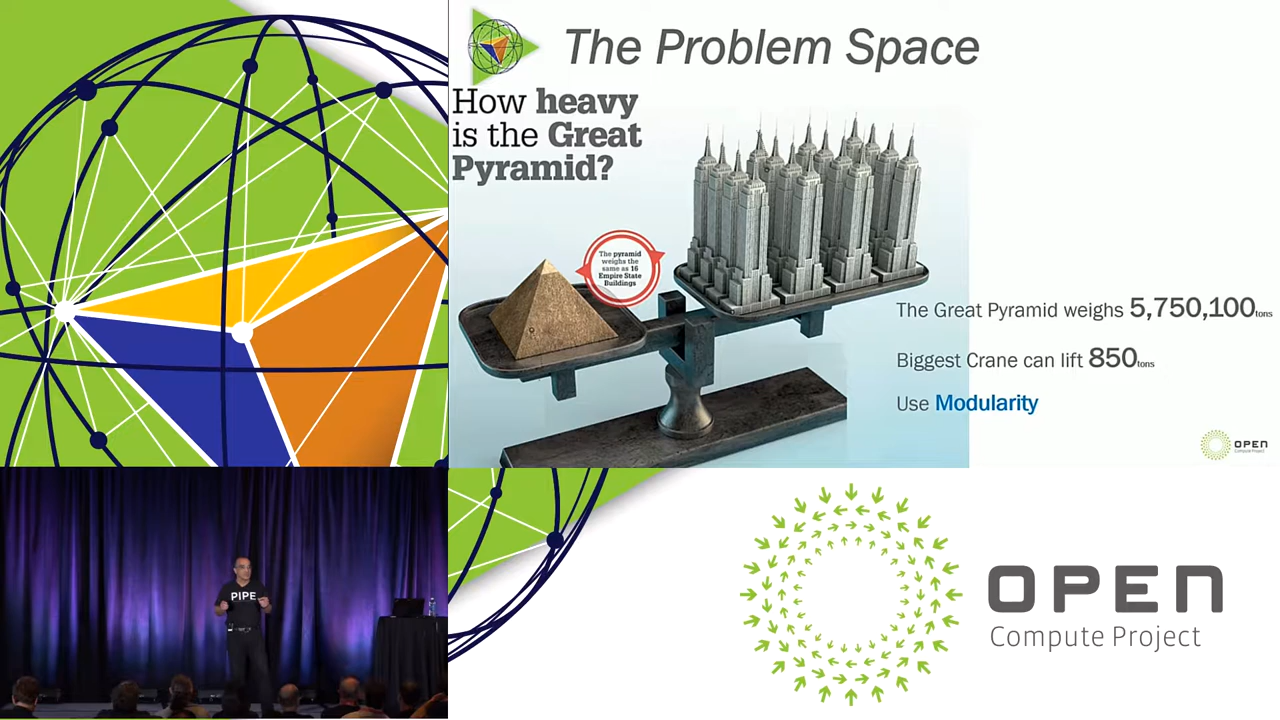 The Problem Space
How heavy
is the Great
Pyramid?
The pyramid
weighs the
same as 16
Empire State
Buildings
The Great Pyramid weighs 5,750,100tons
Biggest Crane can lift 850tons
Use Modularity
OPEN
Compute Project
PIPE
OPEN
Compute Project